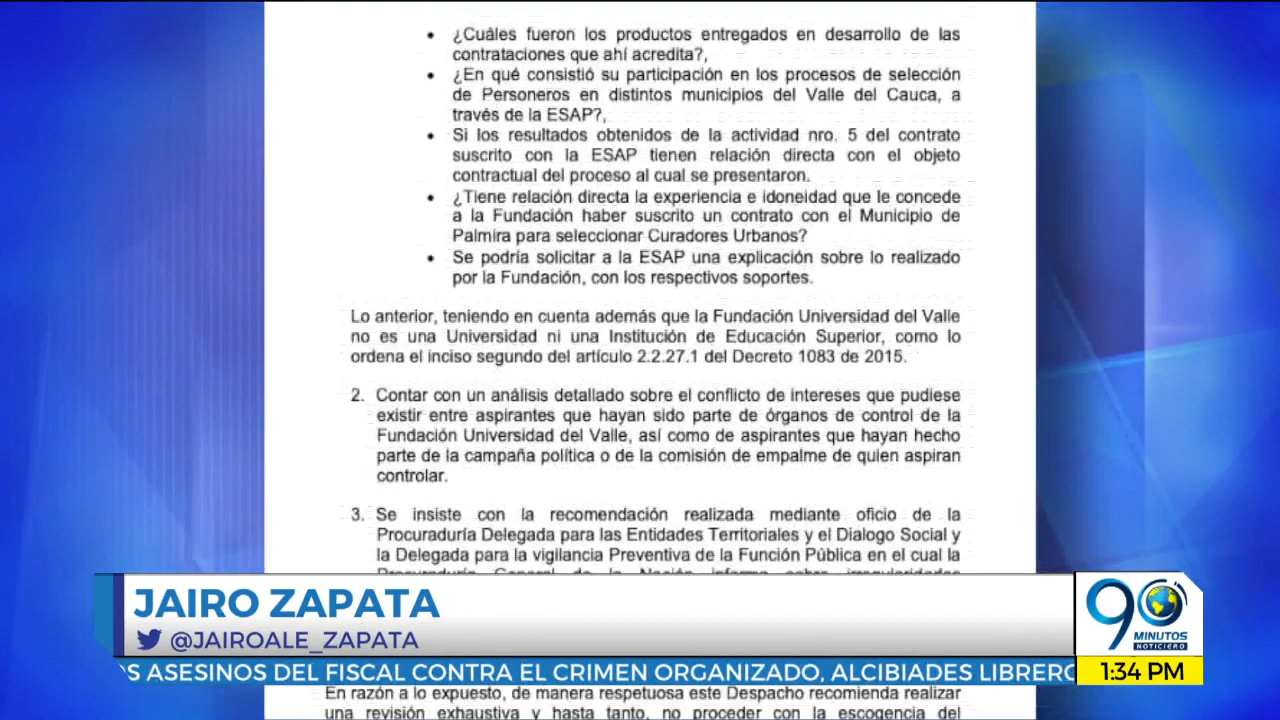 • ¿Cuáles fueron los productos entregados en desarrollo de las
contrataciones que ahí acredita?,
• ¿En qué consistió su participación en los procesos de selección
de Personeros en distintos municipios del Valle del Cauca, a
través de la ESAP?,
• Si los resultados obtenidos de la actividad nro. 5 del contrato
suscrito con la ESAP tienen relación directa con el objeto
contractual del proceso al cual se presentaron.
• ¿Tiene relación directa la experiencia e idoneidad que le concede
a la Fundación haber suscrito un contrato con el Municipio de
Palmira para seleccionar Curadores Urbanos?
• Se podría solicitar a la ESAP una explicación sobre lo realizado
por la Fundación, con los respectivos soportes.
Lo anterior, teniendo en cuenta además que la Fundación Universidad del Valle
no es una Universidad ni una Institución de Educación Superior, como lo
ordena el inciso segundo del artículo 2.2.27.1 del Decreto 1083 de 2015.
2. Contar con un análisis detallado sobre el conflicto de intereses que pudiese
existir entre aspirantes que hayan sido parte de órganos de control de la
Fundación Universidad del Valle, así como de aspirantes que hayan hecho
parte de la campaña política o de la comisión de empalme de quien aspiran
controlar.
3. Se insiste con la recomendación realizada mediante oficio de la
Procuraduría Delegada para las Entidades Territoriales y el Dialogo Social y
la Delegada para la vigilancia Preventiva de la Función Pública en el cual la
JAIRO ZAPATA
@JAIROALE_ZAPATA
90
MINUTOS
NOTICIERO
S ASESINOS DEL FISCAL CONTRA EL CRIMEN ORGANIZADO, ALCIBIADES LIBRERO
1:34 PM
En razón a lo expuesto, de manera respetuosa este Despacho recomienda realizar
una revisión exhaustiva y hasta tanto, no proceder con la escogencia del